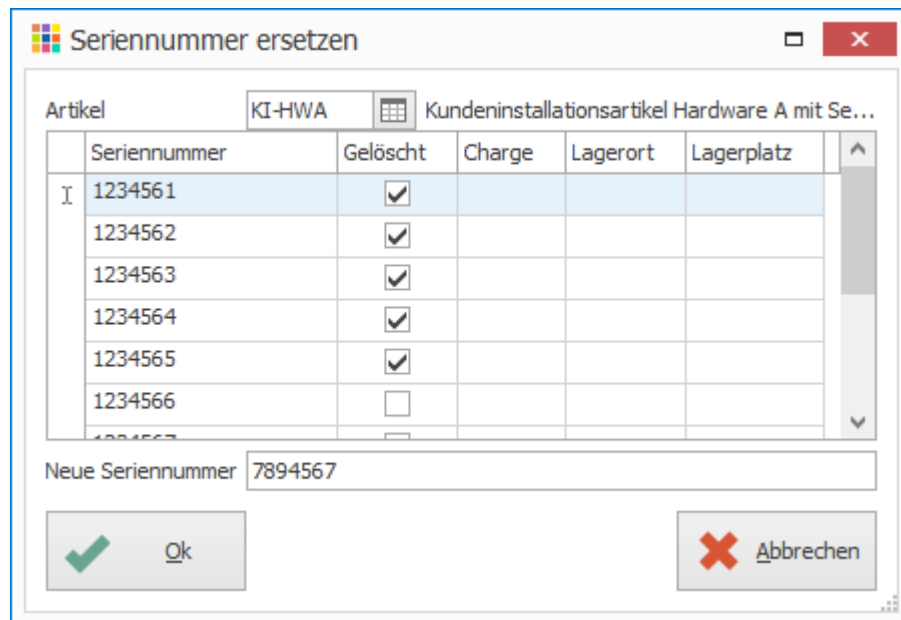 Seriennummer ersetzen
Artikel KI-HWA Kundeninstallationsartikel Hardware A mit Se...
Seriennummer Gelöscht Charge Lagerort Lagerplatz
1234561
1234562
1234563
1234564
1234565
1234566
1234567
Neue Seriennummer 7894567
Ok Abbrechen